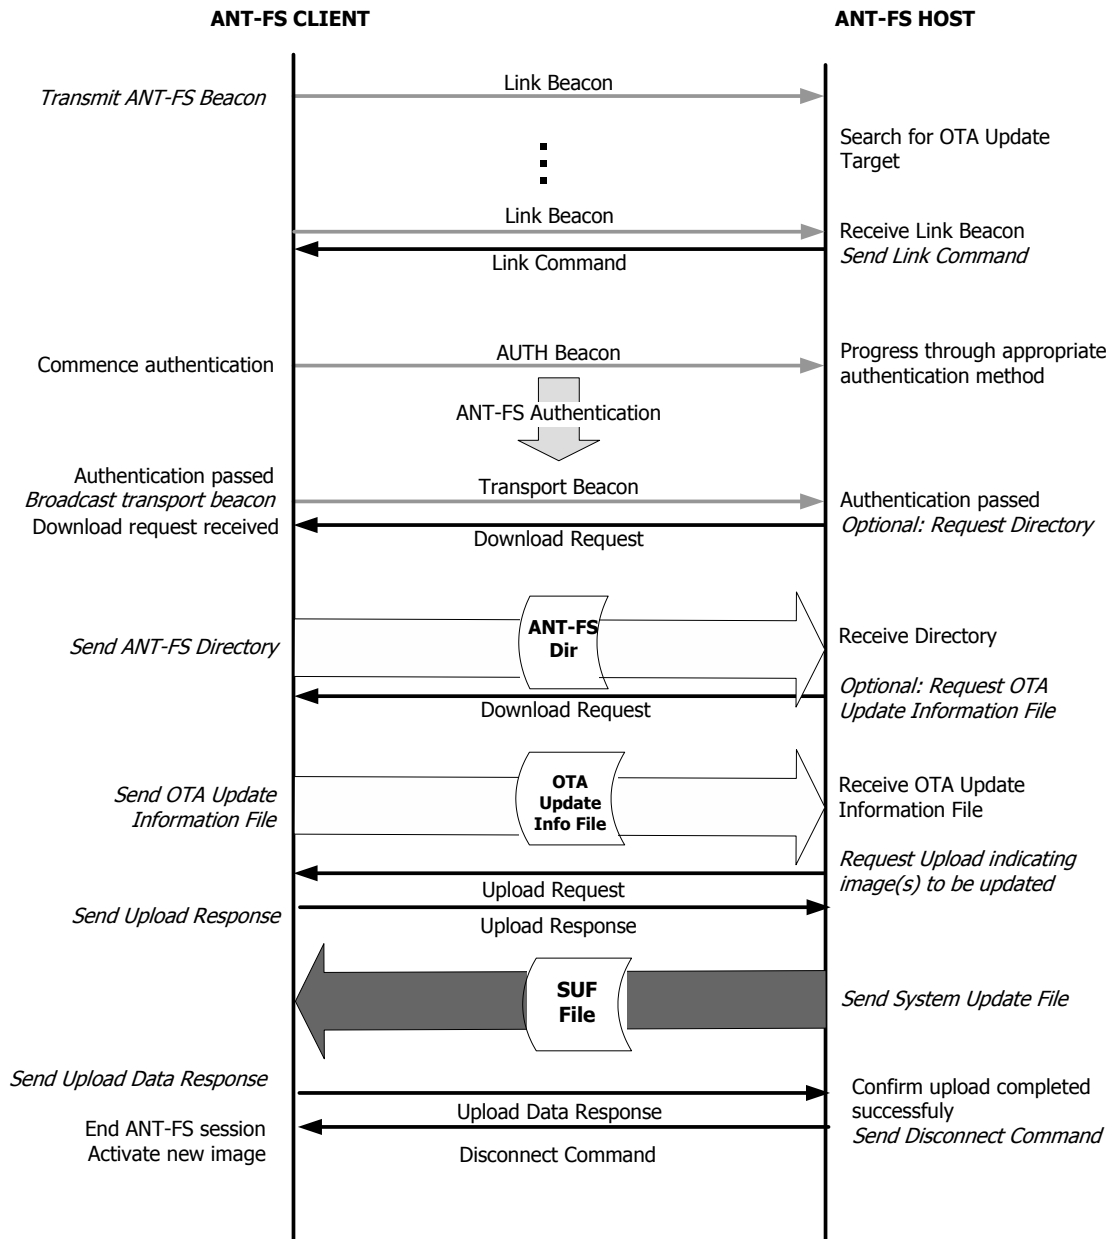 ANT-FS CLIENT
ANT-FS HOST
Transmit ANT-FS Beacon
Link Beacon
Search for OTA Update
Target
Link Beacon
Receive Link Beacon
Send Link Command
Link Command
Commence authentication
AUTH Beacon
Progress through appropriate
authentication method
ANT-FS Authentication
Authentication passed
Broadcast transport beacon
Download request received
Transport Beacon
Authentication passed
Optional: Request Directory
Download Request
Send ANT-FS Directory
ANT-FS
Dir
Receive Directory
Optional: Request OTA
Update Information File
Download Request
Send OTA Update
Information File
OTA
Update
Info File
Receive OTA Update
Information File
Request Upload indicating
image(s) to be updated
Upload Request
Send Upload Response
Upload Response
SUF
File
Send System Update File
Send Upload Data Response
Confirm upload completed
successfuly
Send Disconnect Command
Upload Data Response
End ANT-FS session
Activate new image
Disconnect Command